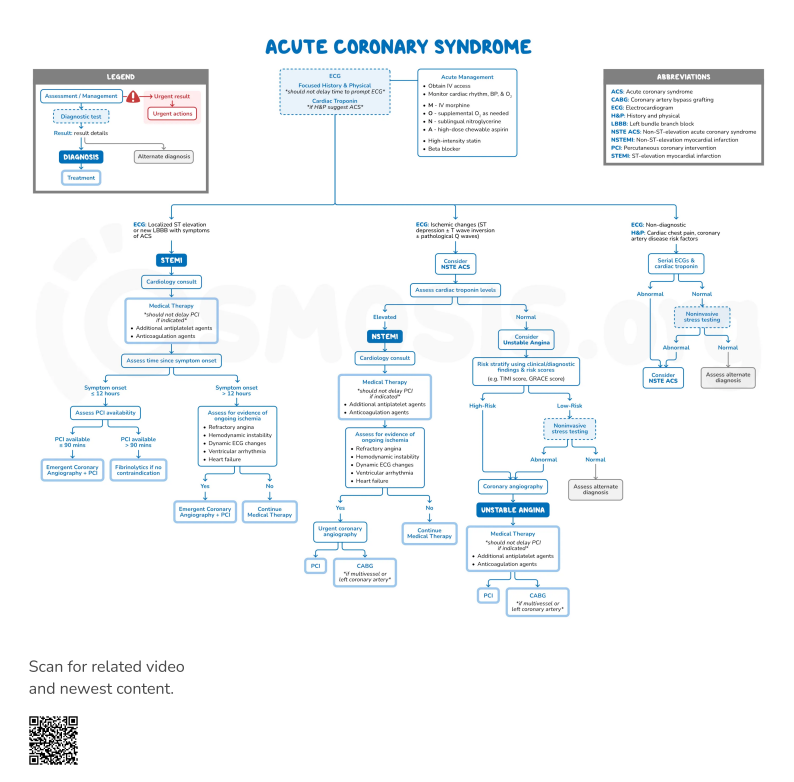 ACUTE CORONARY SYNDROME
LEGEND
Assessment / Management
Urgent result
Urgent actions
Diagnostic test
Result: result details
DIAGNOSIS
Alternate diagnosis
Treatment
ECG
Focused History & Physical
*should not delay time to prompt ECG*
Cardiac Troponin
*if H&P suggest ACS*
Acute Management
• Obtain IV access
• Monitor cardiac rhythm, BP, & O2
• M - IV morphine
• O - supplemental O2 as needed
• N - sublingual nitroglycerine
• A - high-dose chewable aspirin
• High-intensity statin
• Beta blocker
ABBREVIATIONS
ACS: Acute coronary syndrome
CABG: Coronary artery bypass grafting
ECG: Electrocardiogram
H&P: History and physical
LBBB: Left bundle branch block
NSTE ACS: Non-ST-elevation acute coronary syndrome
NSTEMI: Non-ST-elevation myocardial infarction
PCI: Percutaneous coronary intervention
STEMI: ST-elevation myocardial infarction
ECG: Localized ST elevation
or new LBBB with symptoms
of ACS
STEMI
Cardiology consult
Medical Therapy
*should not delay PCI
if indicated*
• Additional antiplatelet agents
• Anticoagulation agents
Assess time since symptom onset
Symptom onset
≤ 12 hours
Symptom onset
> 12 hours
Assess PCI availability
PCI available
≤ 90 mins
PCI available
> 90 mins
Emergent Coronary
Angiography + PCI
Fibrinolytics if no
contraindication
Assess for evidence of
ongoing ischemia
• Refractory angina
• Hemodynamic instability
• Dynamic ECG changes
• Ventricular arrhythmia
• Heart failure
Yes
No
Emergent Coronary
Angiography + PCI
Continue
Medical Therapy
ECG: Ischemic changes (ST
depression ± T wave inversion
± pathological Q waves)
Consider
NSTE ACS
Assess cardiac troponin levels
Elevated
Normal
NSTEMI
Cardiology consult
Medical Therapy
*should not delay PCI
if indicated*
• Additional antiplatelet agents
• Anticoagulation agents
Assess for evidence of
ongoing ischemia
• Refractory angina
• Hemodynamic instability
• Dynamic ECG changes
• Ventricular arrhythmia
• Heart failure
Yes
No
Urgent coronary
angiography
Continue
Medical Therapy
PCI
CABG
*if multivessel or
left coronary artery*
Consider
Unstable Angina
Risk stratify using clinical/diagnostic
findings & risk scores
(e.g. TIMI score, GRACE score)
High-Risk
Low-Risk
Noninvasive
stress testing
Abnormal
Normal
Coronary angiography
Assess alternate
diagnosis
UNSTABLE ANGINA
Medical Therapy
*should not delay PCI
if indicated*
• Additional antiplatelet agents
• Anticoagulation agents
PCI
CABG
*if multivessel or
left coronary artery*
ECG: Non-diagnostic
H&P: Cardiac chest pain, coronary
artery disease risk factors
Serial ECGs &
cardiac troponin
Abnormal
Normal
Noninvasive
stress testing
Abnormal
Normal
Consider
NSTE ACS
Assess alternate
diagnosis
OSMOSIS.org
Scan for related video
and newest content.